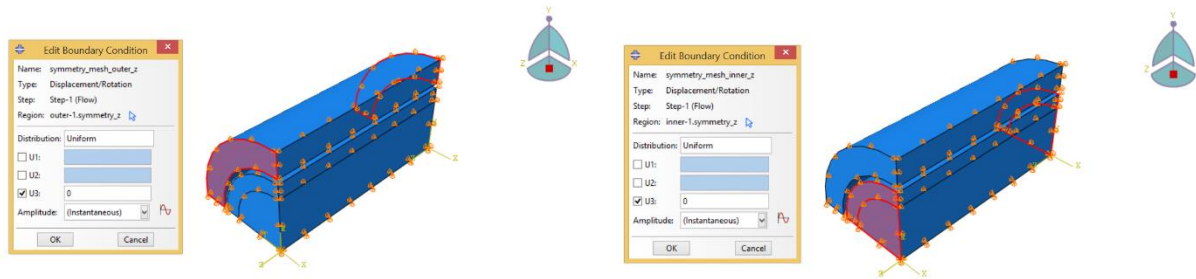 Edit Boundary Condition
Name: symmetry_mesh_outer_z
Type: Displacement/Rotation
Step: Step-1 (Flow)
Region: outer-1.symmetry_z
Distribution: Uniform
U1:
U2:
U3: 0
Amplitude: (Instantaneous)
OK Cancel
Y
Z X
X
X
Edit Boundary Condition
Name: symmetry_mesh_inner_z
Type: Displacement/Rotation
Step: Step-1 (Flow)
Region: inner-1.symmetry_z
Distribution: Uniform
U1:
U2:
U3: 0
Amplitude: (Instantaneous)
OK Cancel
Y
Z
X
X